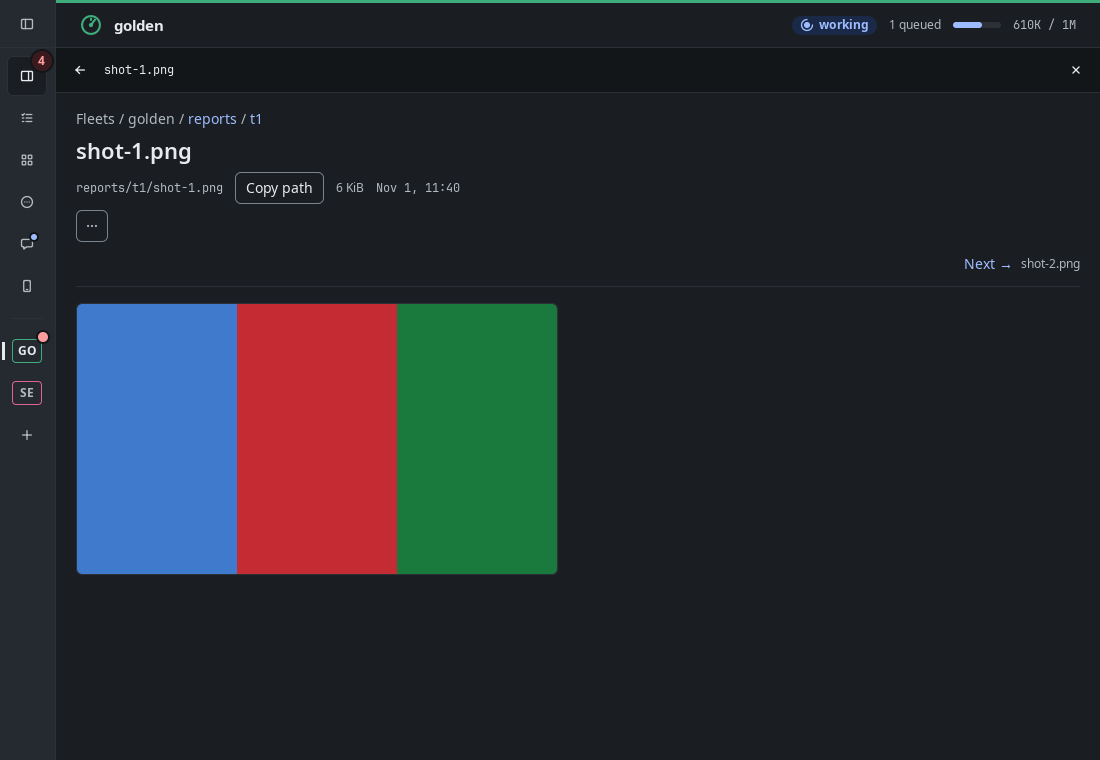 golden
working
1 queued
610K / 1M
4
shot-1.png
Fleets / golden / reports / t1
shot-1.png
reports/t1/shot-1.png
Copy path
6 KiB
Nov 1, 11:40
Next →
shot-2.png
GO
SE